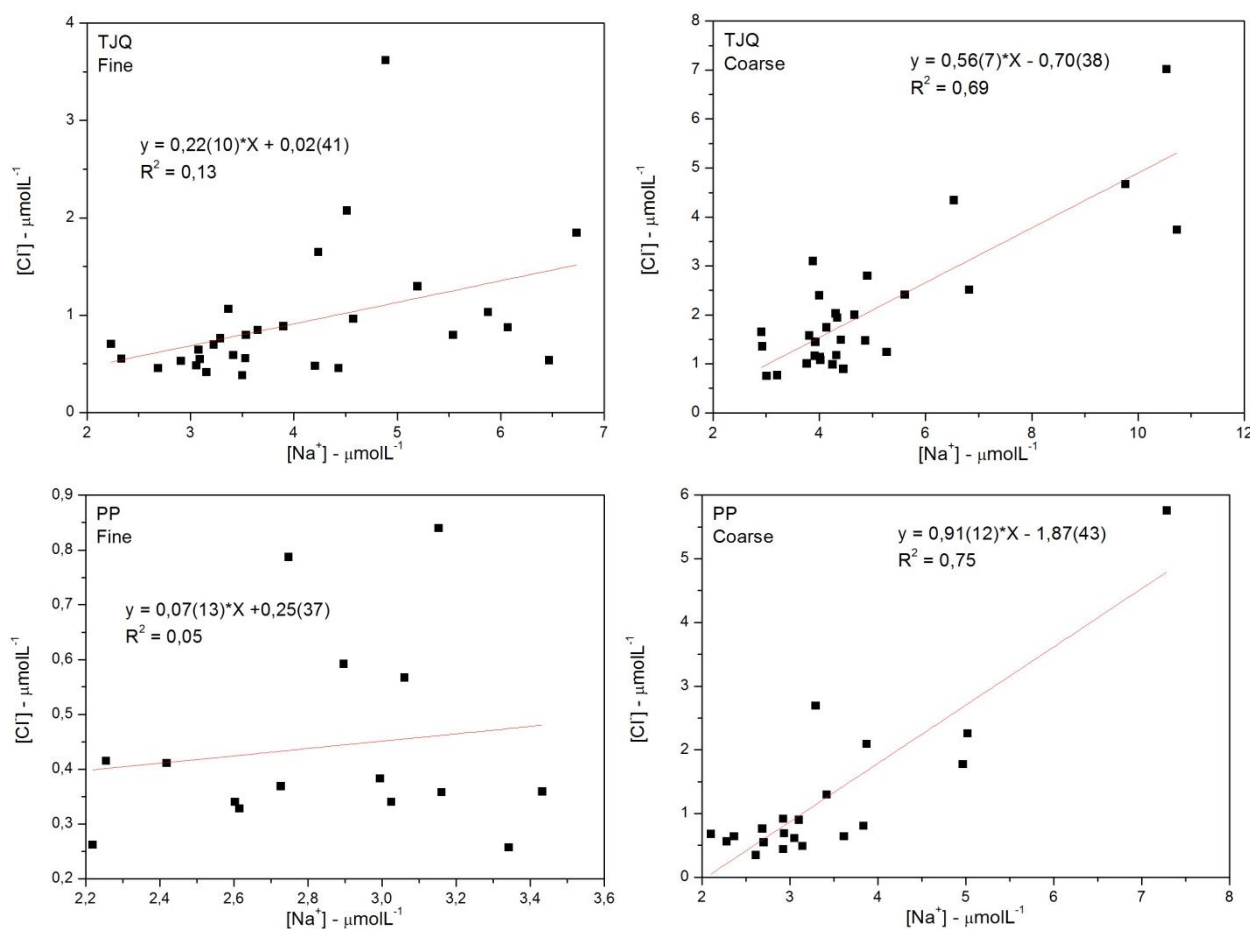 TJQ
Fine
y = 0,22(10)*X + 0,02(41)
R² = 0,13
4
3
2
1
0
[Cl⁻] - μmolL⁻¹
2 3 4 5 6 7
[Na⁺] - μmolL⁻¹
TJQ
Coarse
y = 0,56(7)*X - 0,70(38)
R² = 0,69
8
7
6
5
4
3
2
1
0
[Cl⁻] - μmolL⁻¹
2 4 6 8 10 12
[Na⁺] - μmolL⁻¹
PP
Fine
y = 0,07(13)*X +0,25(37)
R² = 0,05
0,9
0,8
0,7
0,6
0,5
0,4
0,3
0,2
[Cl⁻] - μmolL⁻¹
2,2 2,4 2,6 2,8 3,0 3,2 3,4 3,6
[Na⁺] - μmolL⁻¹
PP
Coarse
y = 0,91(12)*X - 1,87(43)
R² = 0,75
6
5
4
3
2
1
0
[Cl⁻] - μmolL⁻¹
2 3 4 5 6 7 8
[Na⁺] - μmolL⁻¹